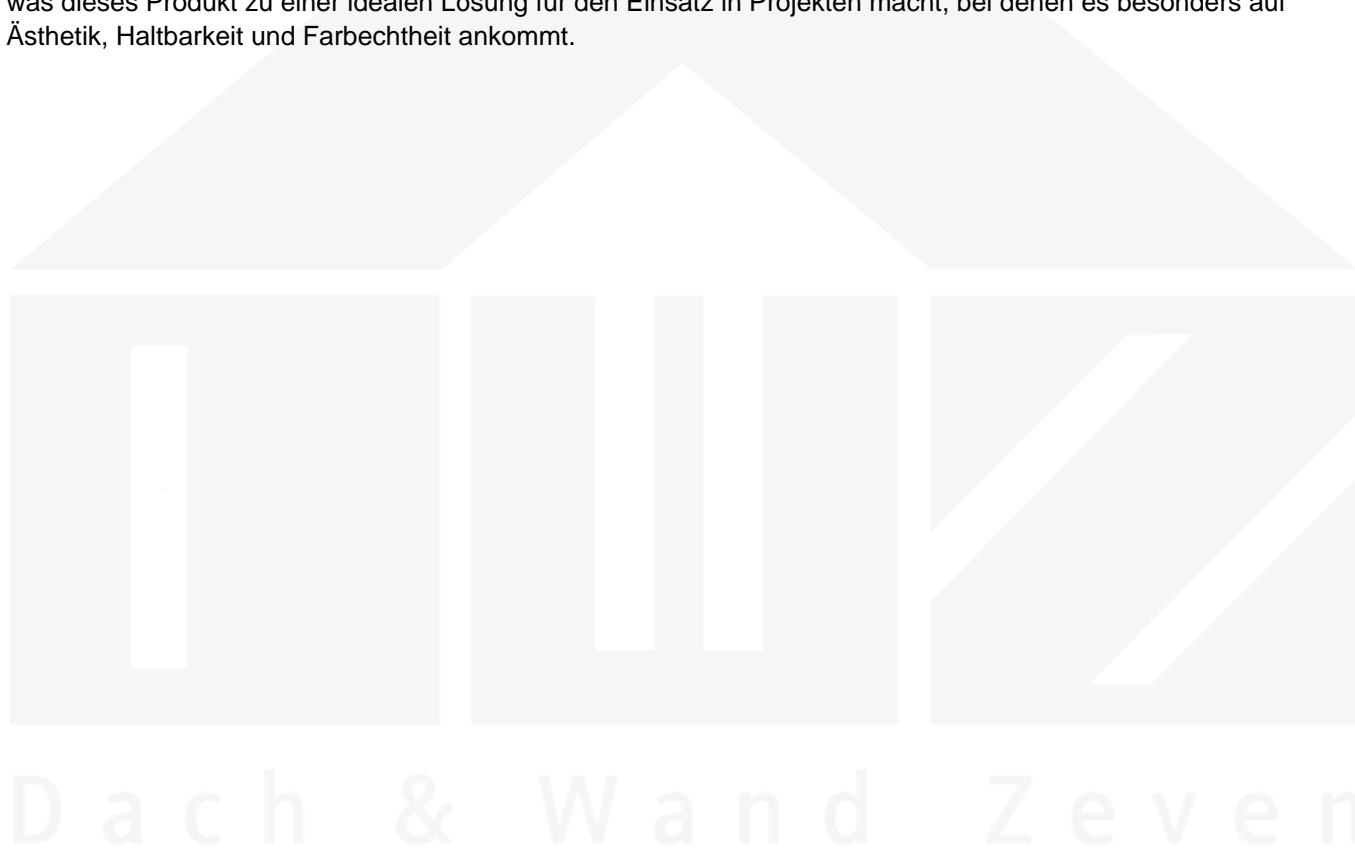 was dieses Produkt zu einer idealen Lösung für den Einsatz in Projekten macht, bei denen es besonders auf
Ästhetik, Haltbarkeit und Farbechtheit ankommt.
Dach & Wand Zeven